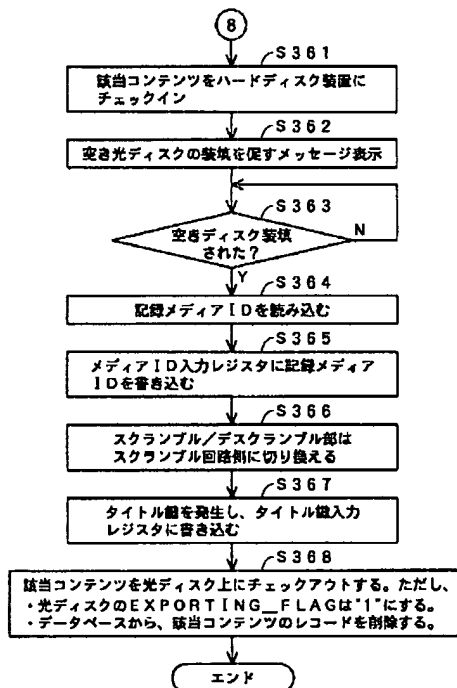 8
S361
該当コンテンツをハードディスク装置に
チェックイン
S362
空き光ディスクの装填を促すメッセージ表示
S363
空きディスク装填
された?
N
Y
S364
記録メディアIDを読み込む
S365
メディアID入力レジスタに記録メディア
IDを書き込む
S366
スクランブル/デスクランブル部は
スクランブル回路側に切り換える
S367
タイトル鍵を発生し、タイトル鍵入力
レジスタに書き込む
S368
該当コンテンツを光ディスク上にチェックアウトする。ただし、
・光ディスクのEXPORTING_FLAGは"1"にする。
・データベースから、該当コンテンツのレコードを削除する。
エンド